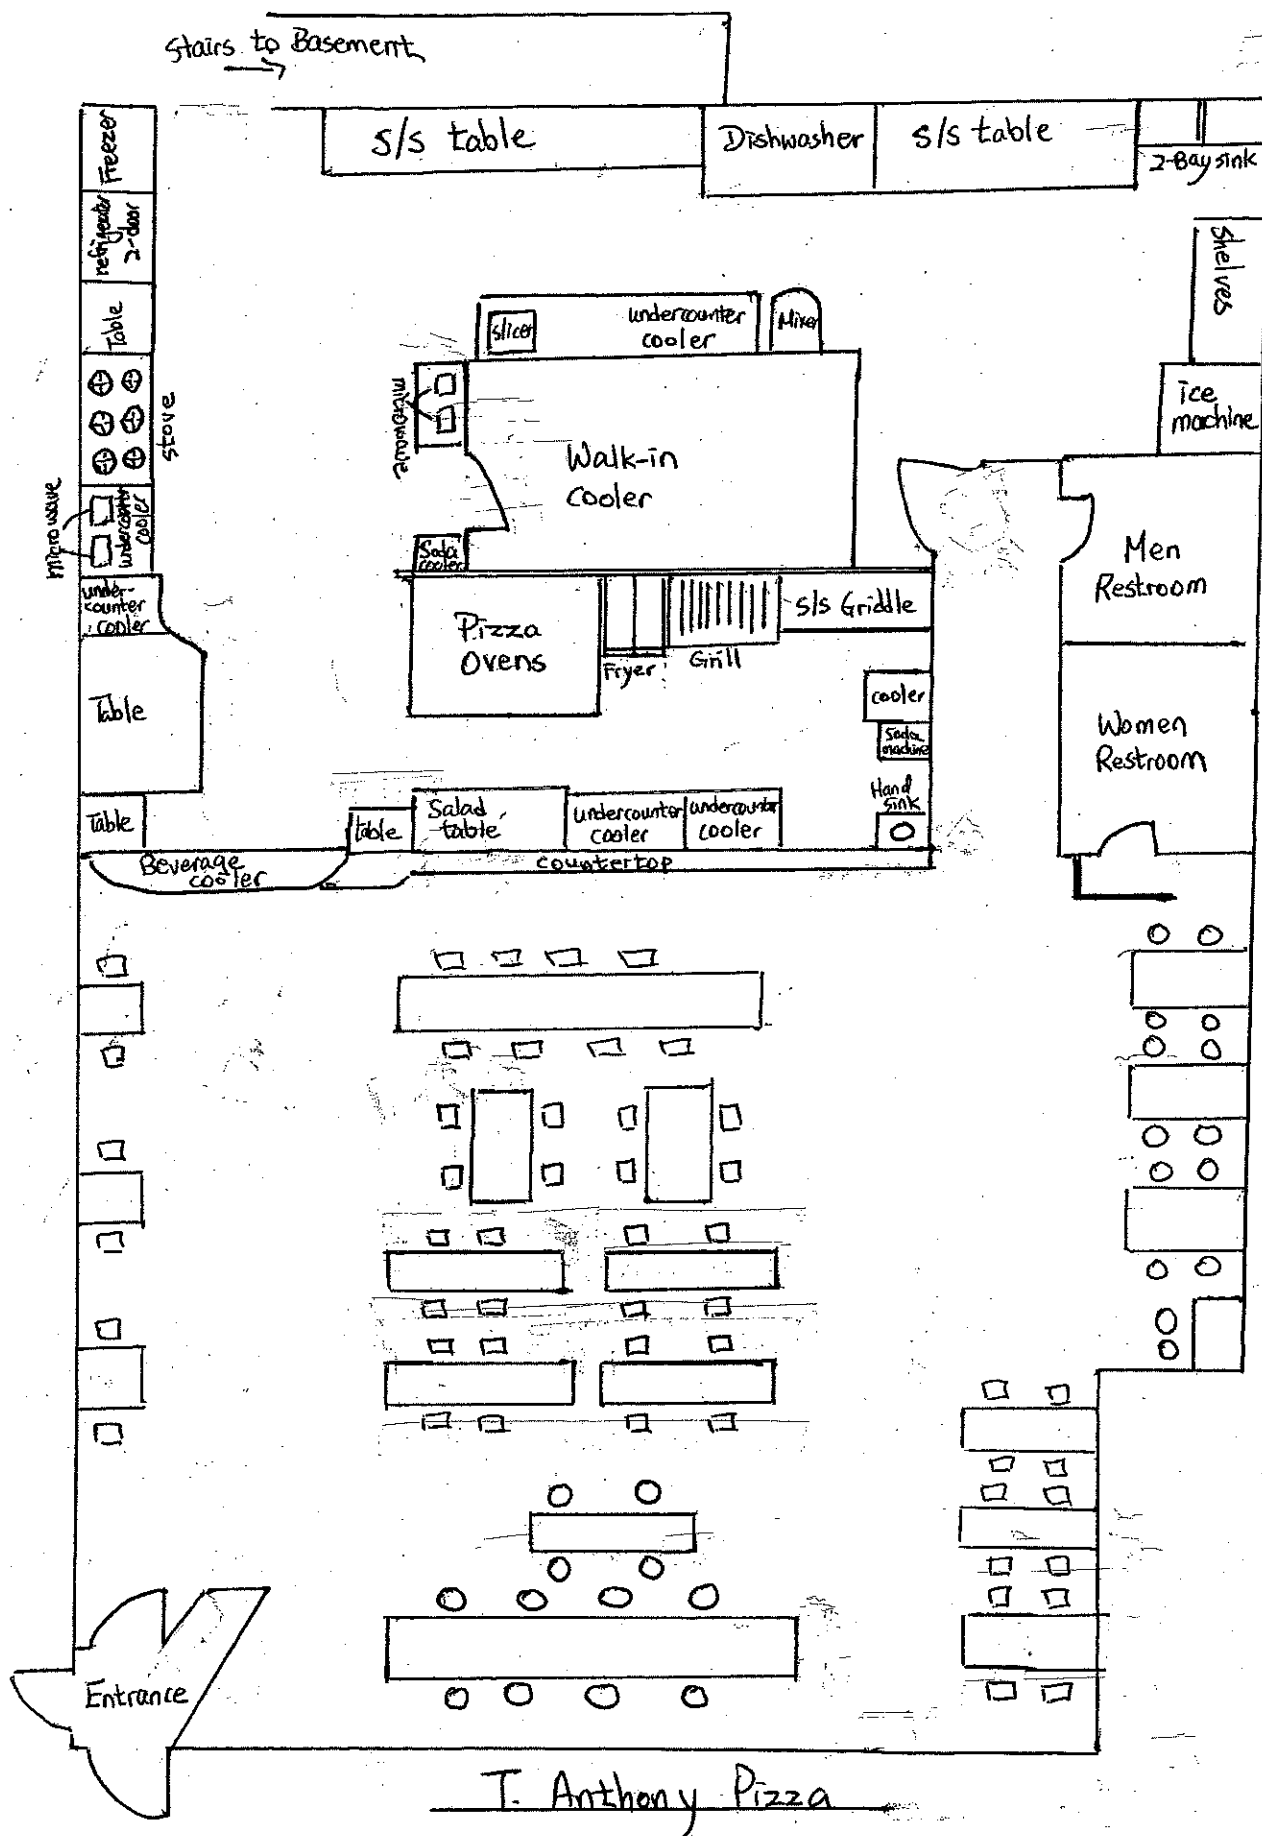 Stairs to Basement
Freezer
s/s table
Dishwasher
s/s table
2-Bay sink
refrigerator
2-door
shelves
Table
slicer
undercounter
cooler
Mixer
microwave
stove
ice
machine
Walk-in
cooler
microwave
undercounter
cooler
Soda
cooler
Men
Restroom
under-
counter
cooler
Pizza
Ovens
Fryer
Grill
s/s Griddle
Table
cooler
Soda
machine
Women
Restroom
Hand
sink
Table
table
Salad
table
undercounter
cooler
undercounter
cooler
Beverage
cooler
countertop
Entrance
T. Anthony Pizza